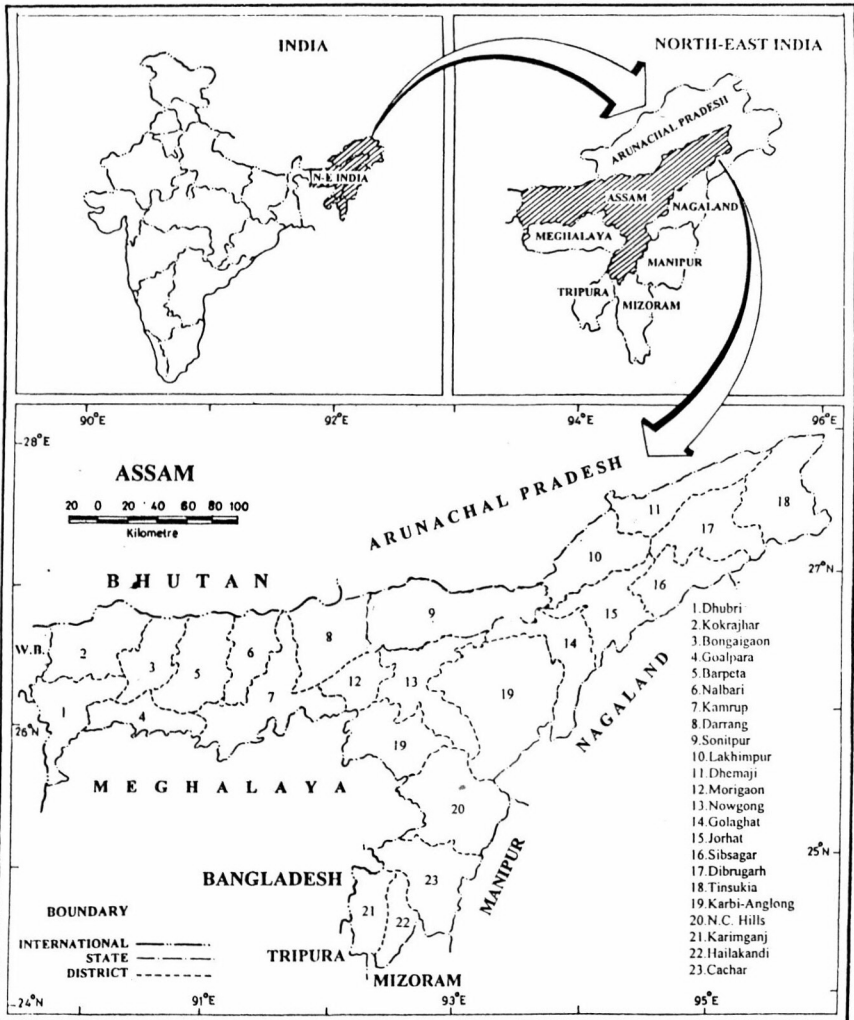 INDIA
N-E INDIA
NORTH-EAST INDIA
ARUNACHAL PRADESH
ASSAM
NAGALAND
MEGHALAYA
MANIPUR
TRIPURA
MIZORAM
90°E
92°E
94°E
96°E
28°E
ASSAM
20 0 20 40 60 80 100
Kilometre
ARUNACHAL PRADESH
BHUTAN
W.B.
27°N
26°N
25°N
24°N
91°E
93°E
95°E
1
2
3
4
5
6
7
8
9
10
11
12
13
14
15
16
17
18
19
19
20
21
22
23
MEGHALAYA
NAGALAND
BANGLADESH
MANIPUR
TRIPURA
MIZORAM
BOUNDARY
INTERNATIONAL
STATE
DISTRICT
1.Dhubri
2.Kokrajhar
3.Bongaigaon
4.Goalpara
5.Barpeta
6.Nalbari
7.Kamrup
8.Darrang
9.Sonitpur
10.Lakhimpur
11.Dhemaji
12.Morigaon
13.Nowgong
14.Golaghat
15.Jorhat
16.Sibsagar
17.Dibrugarh
18.Tinsukia
19.Karbi-Anglong
20.N.C. Hills
21.Karimganj
22.Hailakandi
23.Cachar